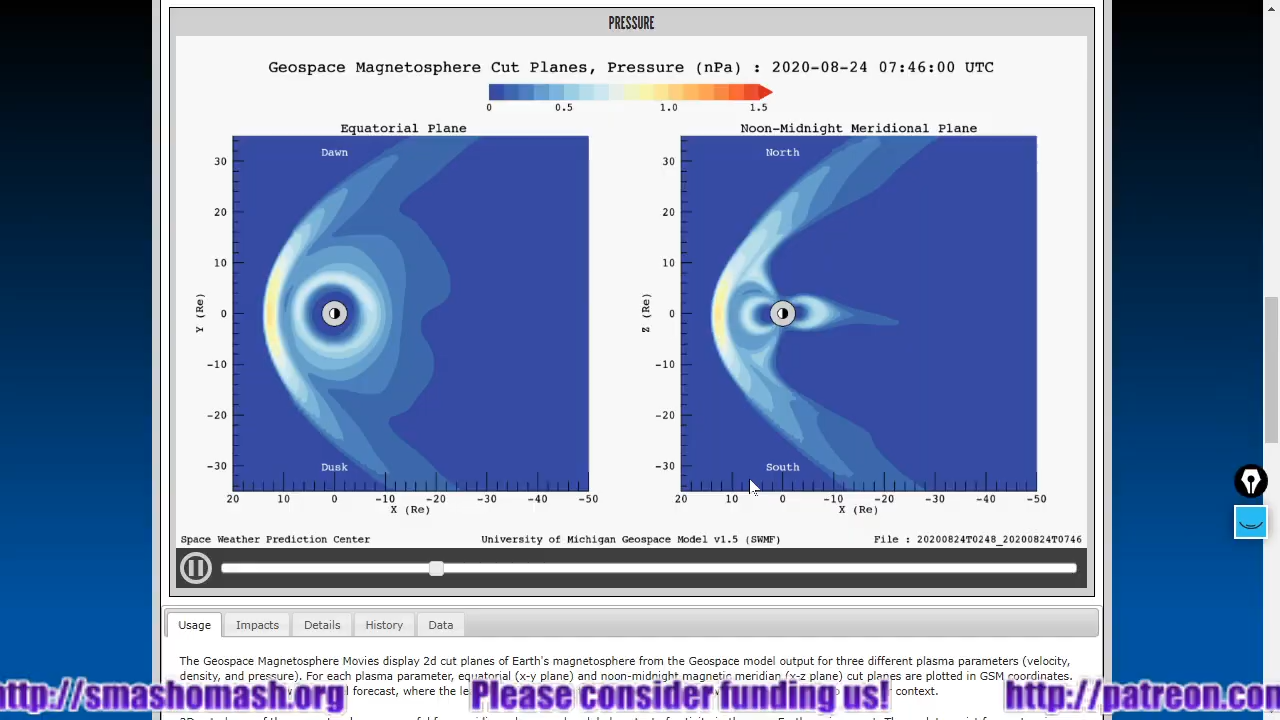 PRESSURE
Geospace Magnetosphere Cut Planes, Pressure (nPa) : 2020-08-24 07:46:00 UTC
0 0.5 1.0 1.5
Equatorial Plane
Noon-Midnight Meridional Plane
Dawn
30
20
10
0
-10
-20
-30
Y (Re)
Dusk
20 10 0 -10 -20 -30 -40 -50
X (Re)
North
30
20
10
0
-10
-20
-30
Z (Re)
South
20 10 0 -10 -20 -30 -40 -50
X (Re)
Space Weather Prediction Center
University of Michigan Geospace Model v1.5 (SWMF)
File : 20200824T0248_20200824T0746
Usage Impacts Details History Data
The Geospace Magnetosphere Movies display 2d cut planes of Earth's magnetosphere from the Geospace model output for three different plasma parameters (velocity,
density, and pressure). For each plasma parameter, equatorial (x-y plane) and noon-midnight magnetic meridian (x-z plane) cut planes are plotted in GSM coordinates.
forecast, where the context.
http://smashomash.org Please consider funding us! http://patreon.com